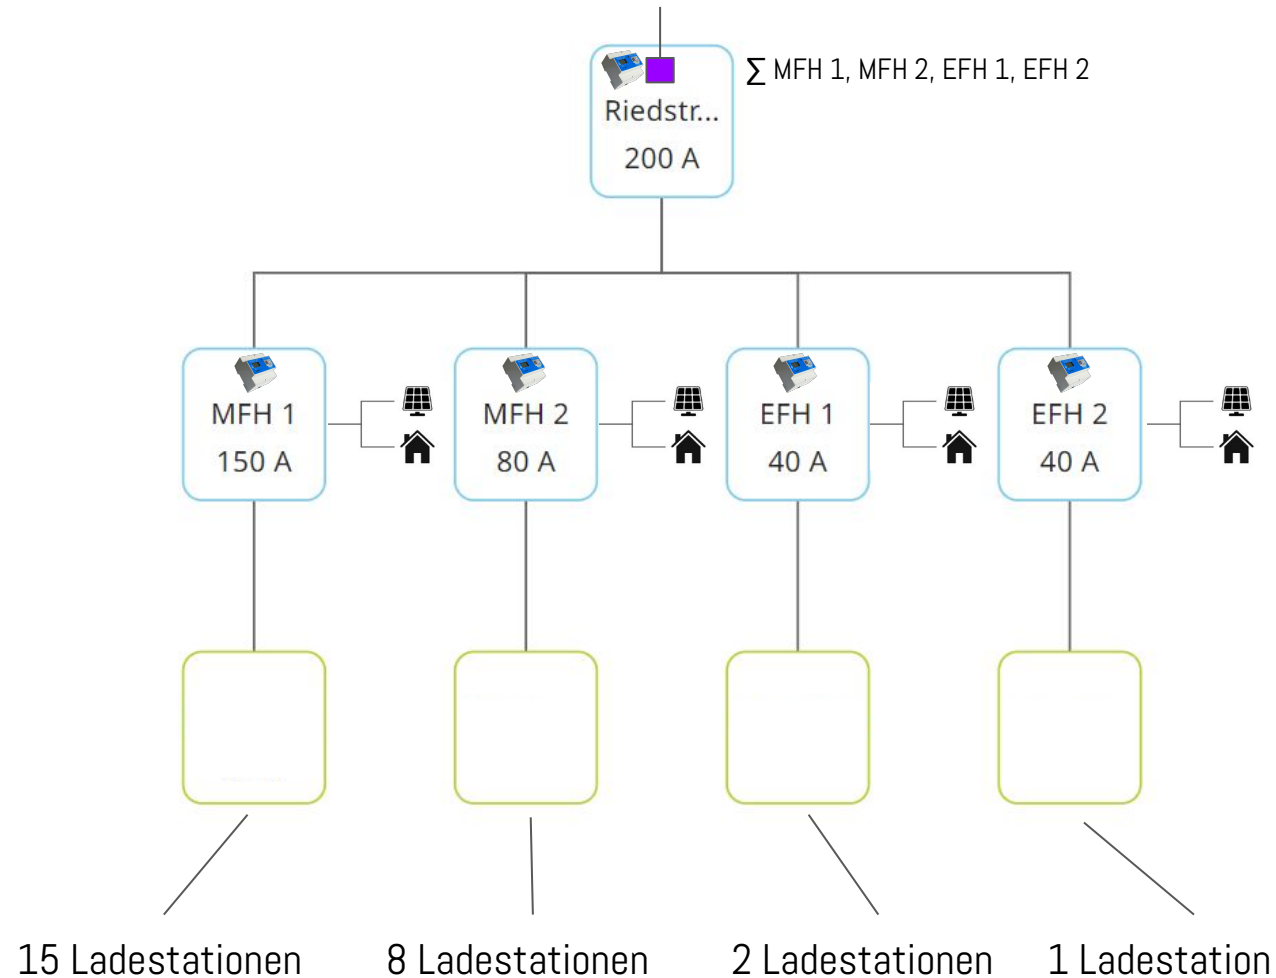 ∑ MFH 1, MFH 2, EFH 1, EFH 2
Riedstr...
200 A
MFH 1
150 A
MFH 2
80 A
EFH 1
40 A
EFH 2
40 A
15 Ladestationen
8 Ladestationen
2 Ladestationen
1 Ladestation